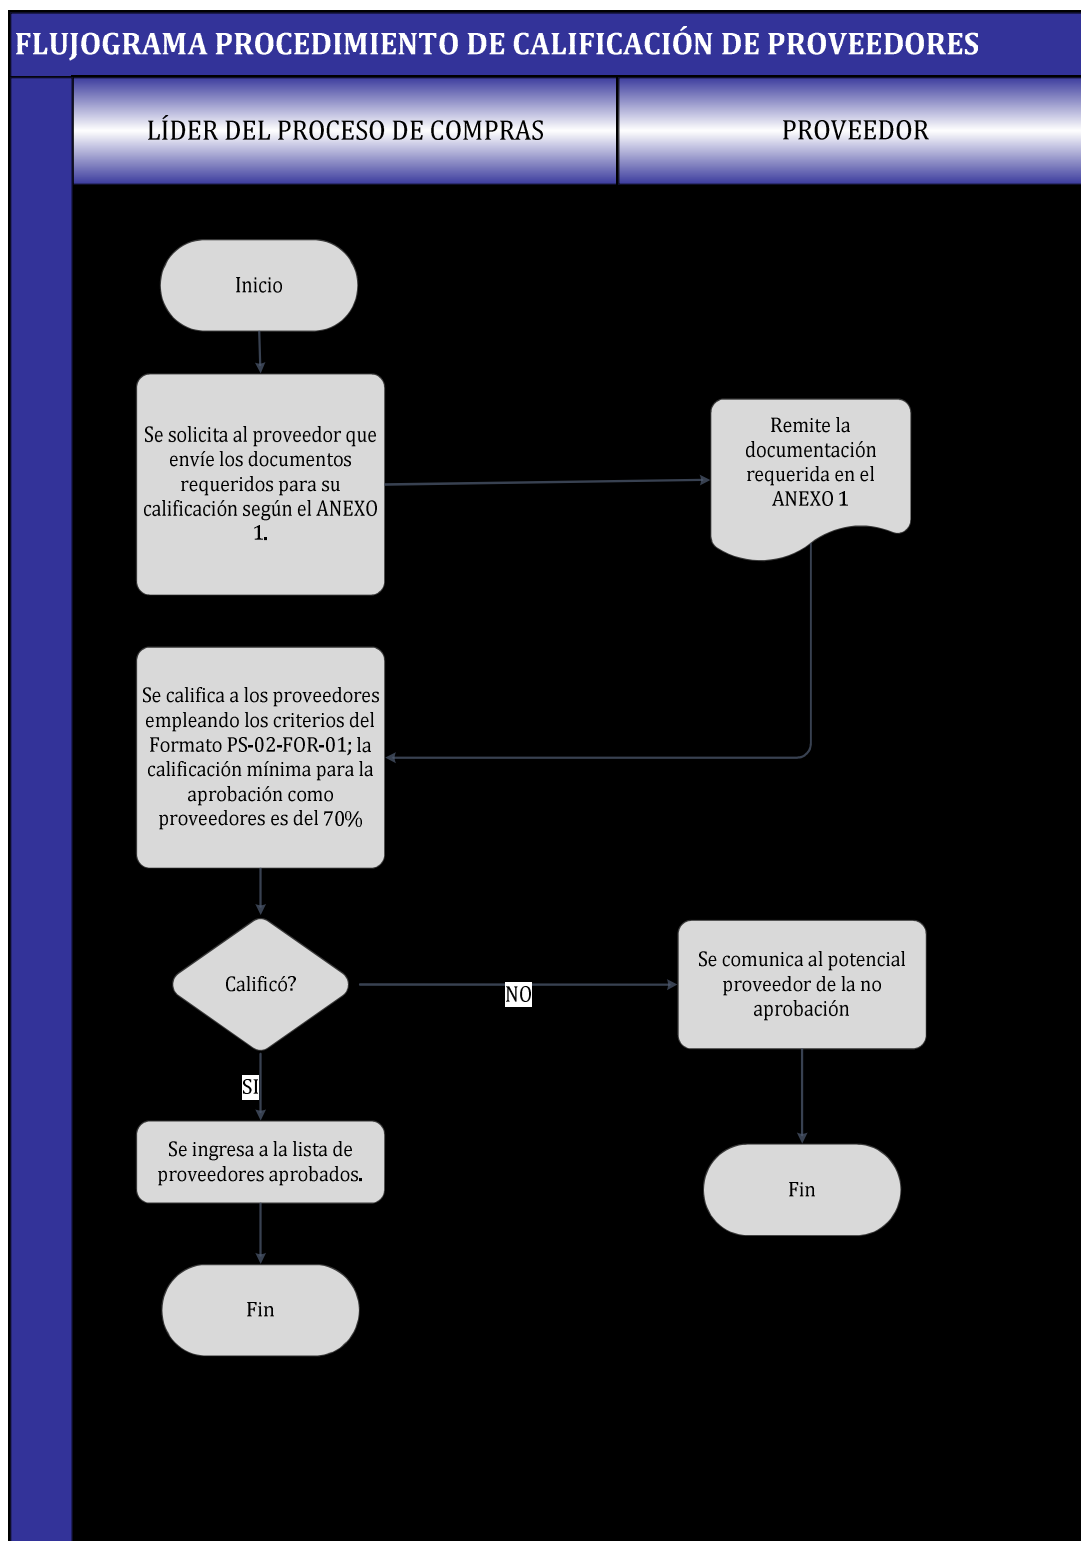 FLUJOGRAMA PROCEDIMIENTO DE CALIFICACIÓN DE PROVEEDORES
LÍDER DEL PROCESO DE COMPRAS
PROVEEDOR
Inicio
Se solicita al proveedor que
envíe los documentos
requeridos para su
calificación según el ANEXO
1.
Remite la
documentación
requerida en el
ANEXO 1
Se califica a los proveedores
empleando los criterios del
Formato PS-02-FOR-01; la
calificación mínima para la
aprobación como
proveedores es del 70%
Calificó?
NO
Se comunica al potencial
proveedor de la no
aprobación
SI
Se ingresa a la lista de
proveedores aprobados.
Fin
Fin